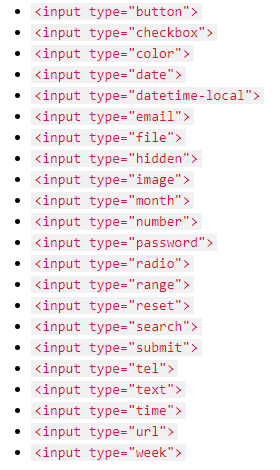 <input type="button">
<input type="checkbox">
<input type="color">
<input type="date">
<input type="datetime-local">
<input type="email">
<input type="file">
<input type="hidden">
<input type="image">
<input type="month">
<input type="number">
<input type="password">
<input type="radio">
<input type="range">
<input type="reset">
<input type="search">
<input type="submit">
<input type="tel">
<input type="text">
<input type="time">
<input type="url">
<input type="week">